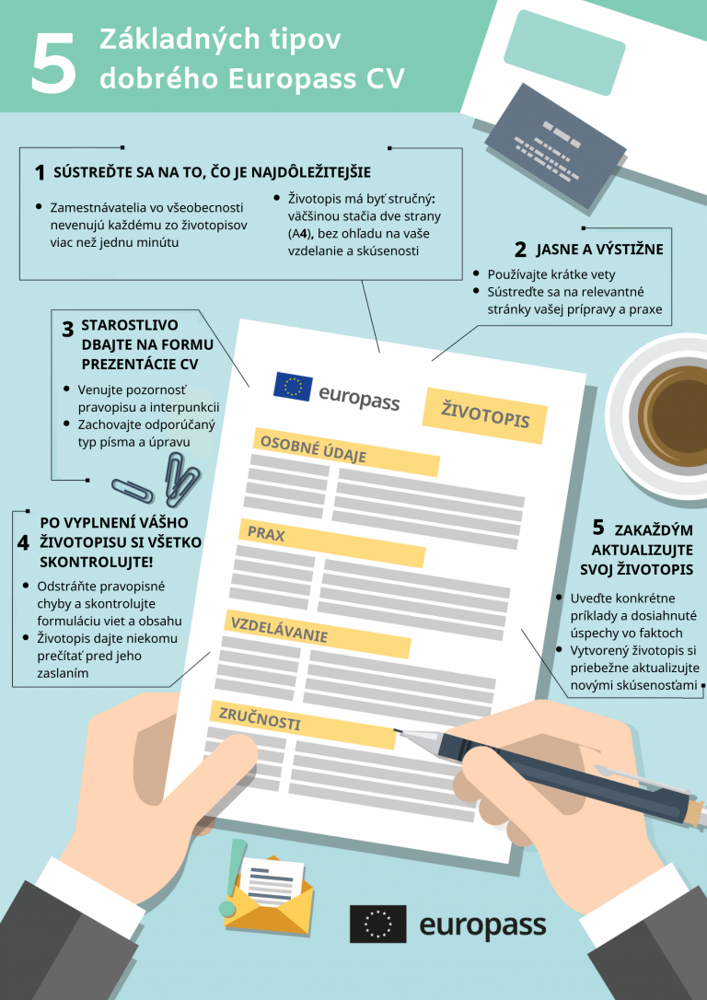 5
Základných tipov
dobrého Europass CV
1 SÚSTREĎTE SA NA TO, ČO JE NAJDÔLEŽITEJŠIE
• Zamestnávatelia vo všeobecnosti
nevenujú každému zo životopisov
viac než jednu minútu
• Životopis má byť stručný:
väčšinou stačia dve strany
(A4), bez ohľadu na vaše
vzdelanie a skúsenosti
2 JASNE A VÝSTIŽNE
• Používajte krátke vety
• Sústreďte sa na relevantné
stránky vašej prípravy a praxe
3 STAROSTLIVO
DBAJTE NA FORMU
PREZENTÁCIE CV
• Venujte pozornosť
pravopisu a interpunkcii
• Zachovajte odporúčaný
typ písma a úpravu
europass
ŽIVOTOPIS
OSOBNÉ ÚDAJE
PRAX
VZDELÁVANIE
ZRUČNOSTI
4 PO VYPLNENÍ VÁŠHO
ŽIVOTOPISU SI VŠETKO
SKONTROLUJTE!
• Odstráňte pravopisné
chyby a skontrolujte
formuláciu viet a obsahu
• Životopis dajte niekomu
prečítať pred jeho
zaslaním
5 ZAKAŽDÝM
AKTUALIZUJTE
SVOJ ŽIVOTOPIS
• Uveďte konkrétne
príklady a dosiahnuté
úspechy vo faktoch
• Vytvorený životopis si
priebežne aktualizujte
novými skúsenosťami
europass